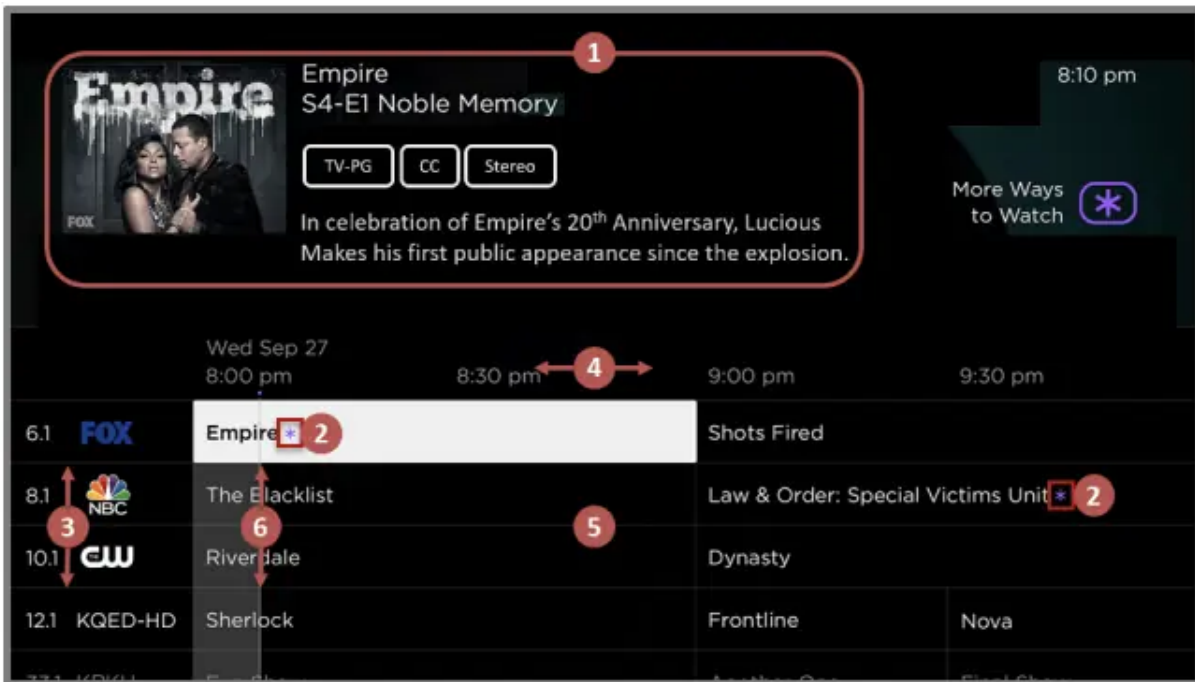 1
Empire
Empire
S4-E1 Noble Memory
8:10 pm
TV-PG CC Stereo
More Ways
to Watch *
FOX
In celebration of Empire’s 20th Anniversary, Lucious
Makes his first public appearance since the explosion.
Wed Sep 27
8:00 pm 8:30 pm 4 9:00 pm 9:30 pm
6.1 FOX Empire * 2 Shots Fired
8.1 NBC The Blacklist Law & Order: Special Victims Unit * 2
3 6 5
10.1 THE CW Riverdale Dynasty
12.1 KQED-HD Sherlock Frontline Nova